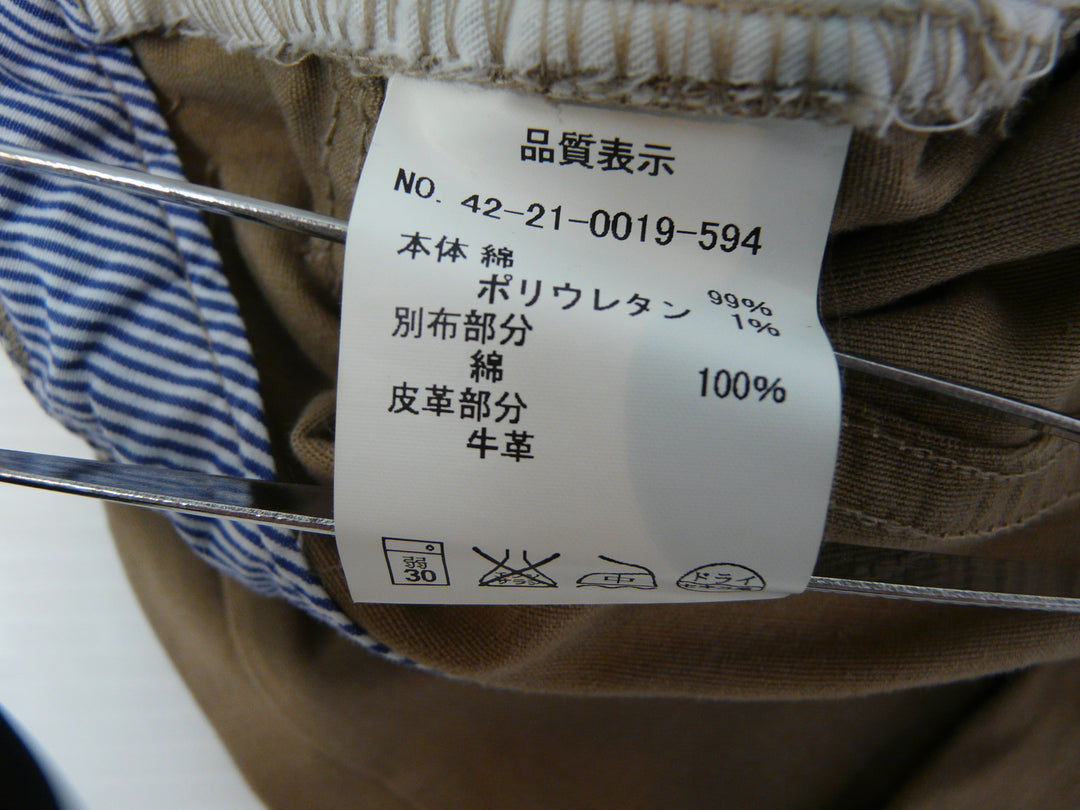 品質表示
NO. 42-21-0019-594
本体 綿 99%
ポリウレタン 1%
別布部分
綿 100%
皮革部分
牛革
弱
30
中
ドライ